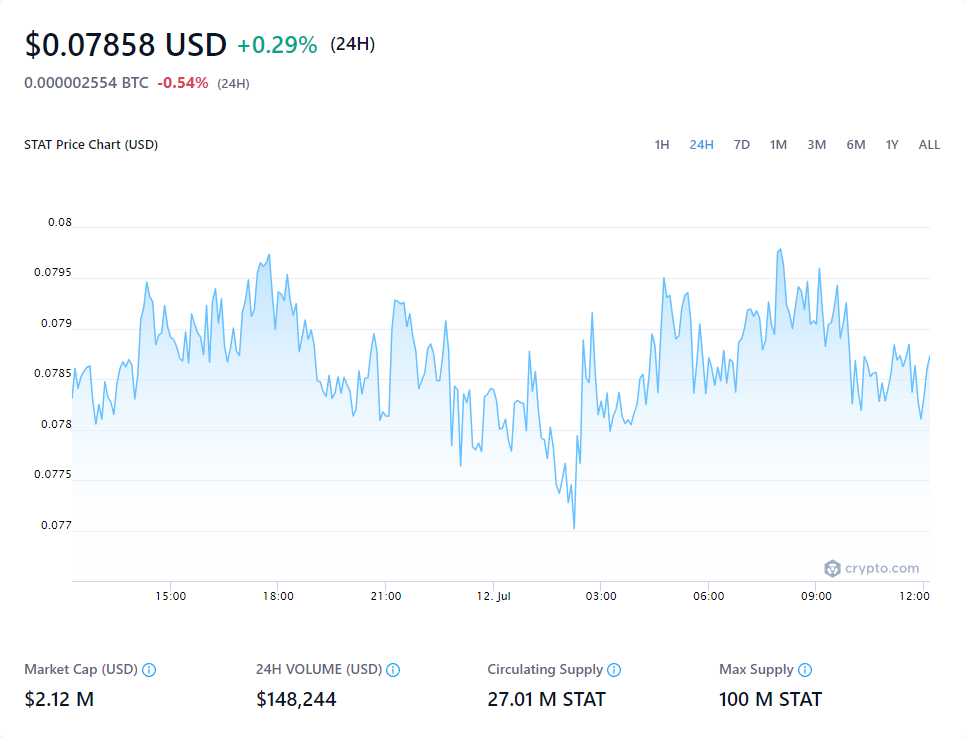 $0.07858 USD +0.29% (24H)
0.000002554 BTC -0.54% (24H)
STAT Price Chart (USD) 1H 24H 7D 1M 3M 6M 1Y ALL
0.08
0.0795
0.079
0.0785
0.078
0.0775
0.077
crypto.com
15:00 18:00 21:00 12. Jul 03:00 06:00 09:00 12:00
Market Cap (USD) 24H VOLUME (USD) Circulating Supply Max Supply
$2.12 M $148,244 27.01 M STAT 100 M STAT